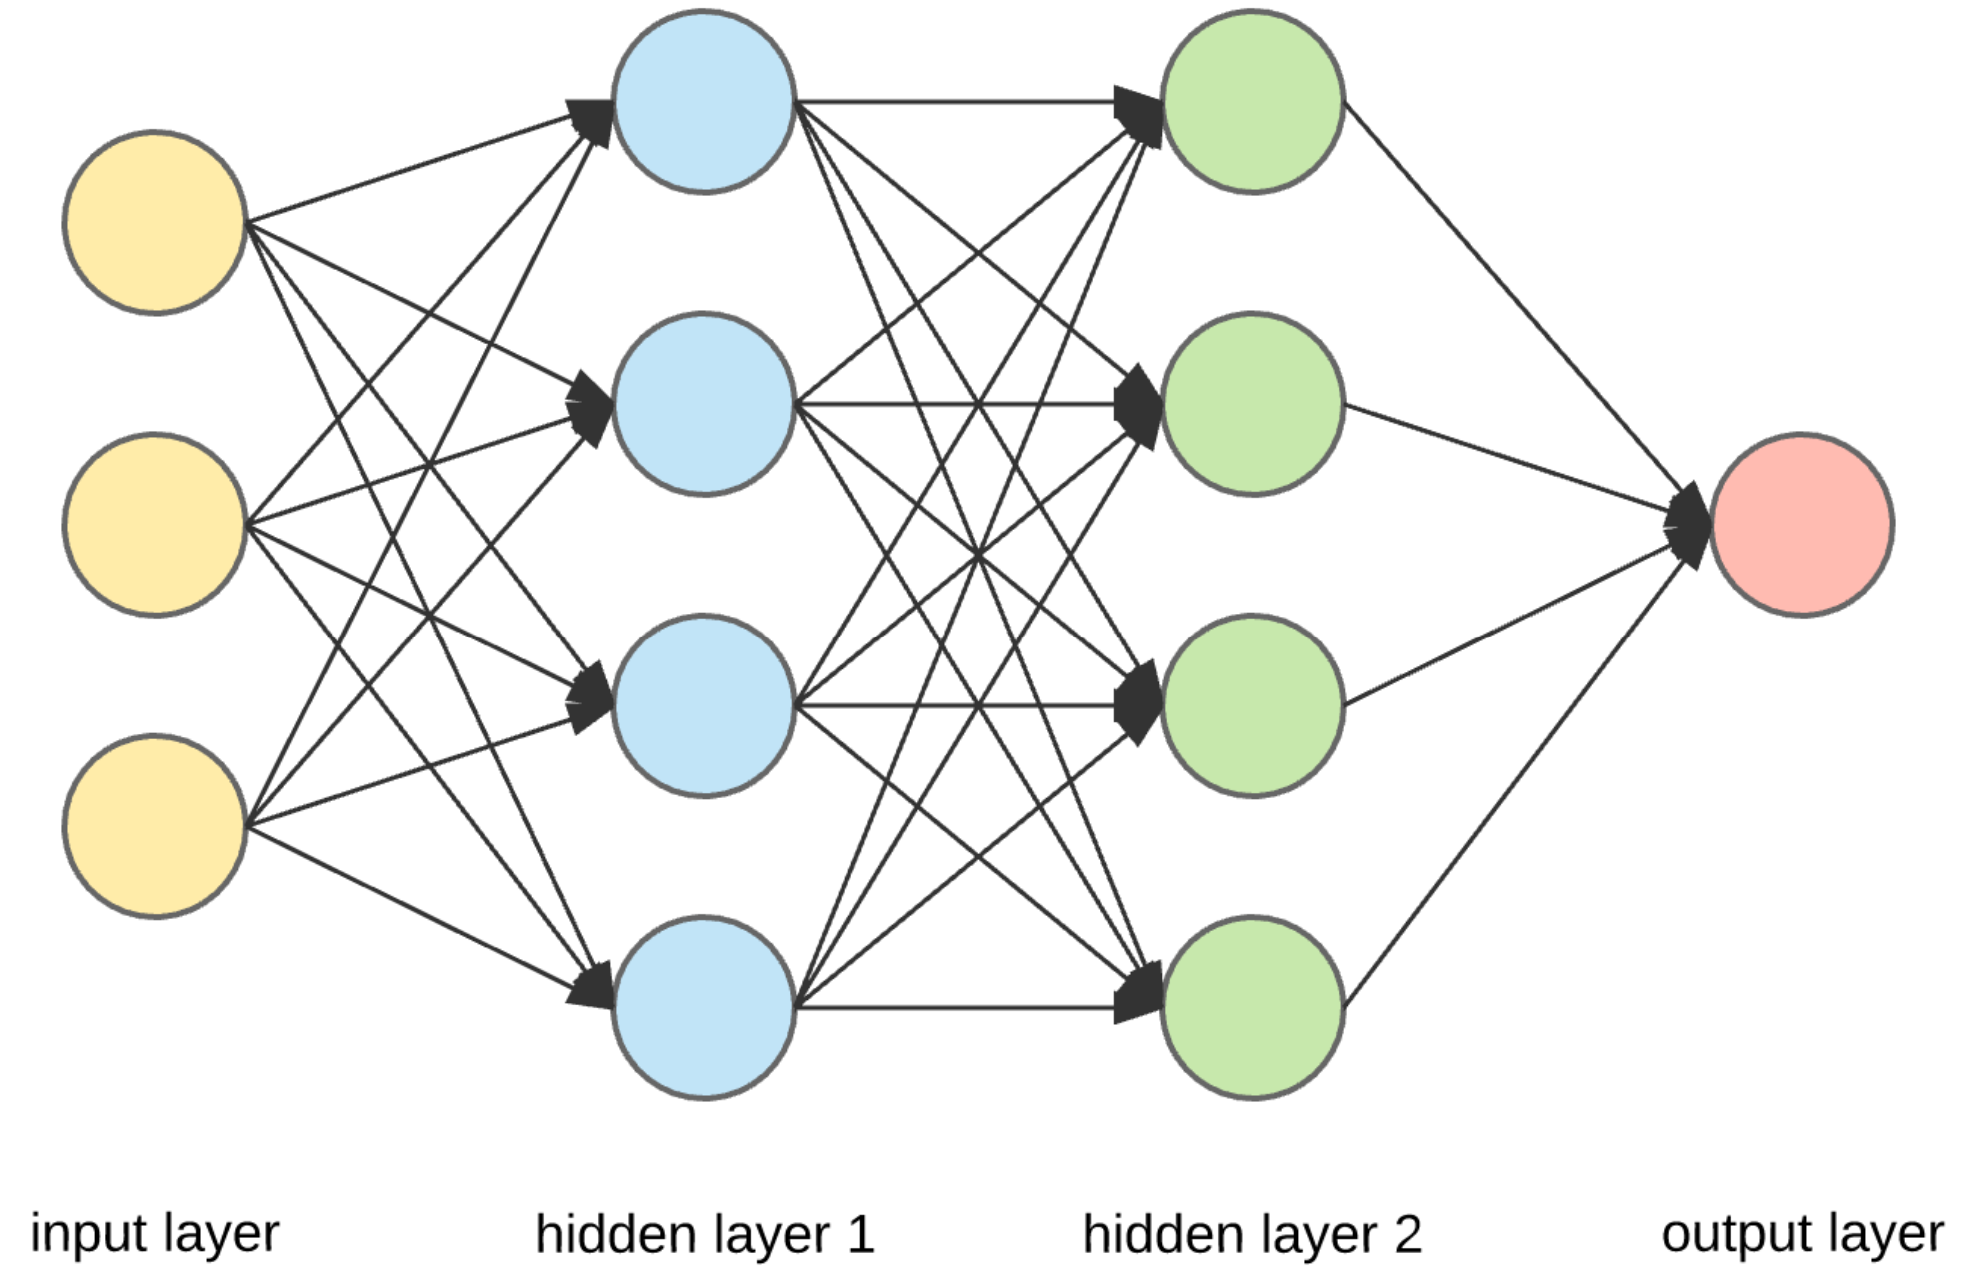 input layer
hidden layer 1
hidden layer 2
output layer